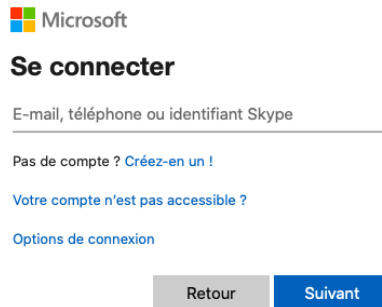 Microsoft
Se connecter
E-mail, téléphone ou identifiant Skype
Pas de compte ? Créez-en un !
Votre compte n’est pas accessible ?
Options de connexion
Retour Suivant